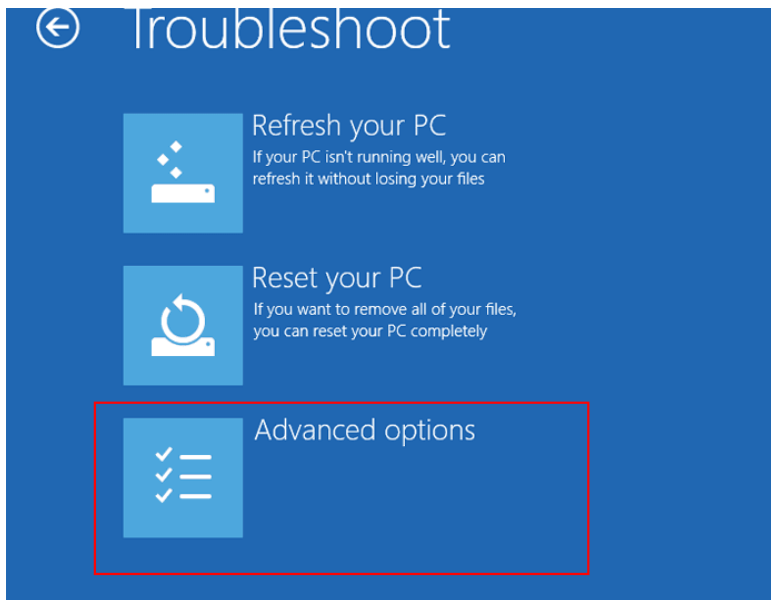 Troubleshoot
Refresh your PC
If your PC isn't running well, you can
refresh it without losing your files
Reset your PC
If you want to remove all of your files,
you can reset your PC completely
Advanced options